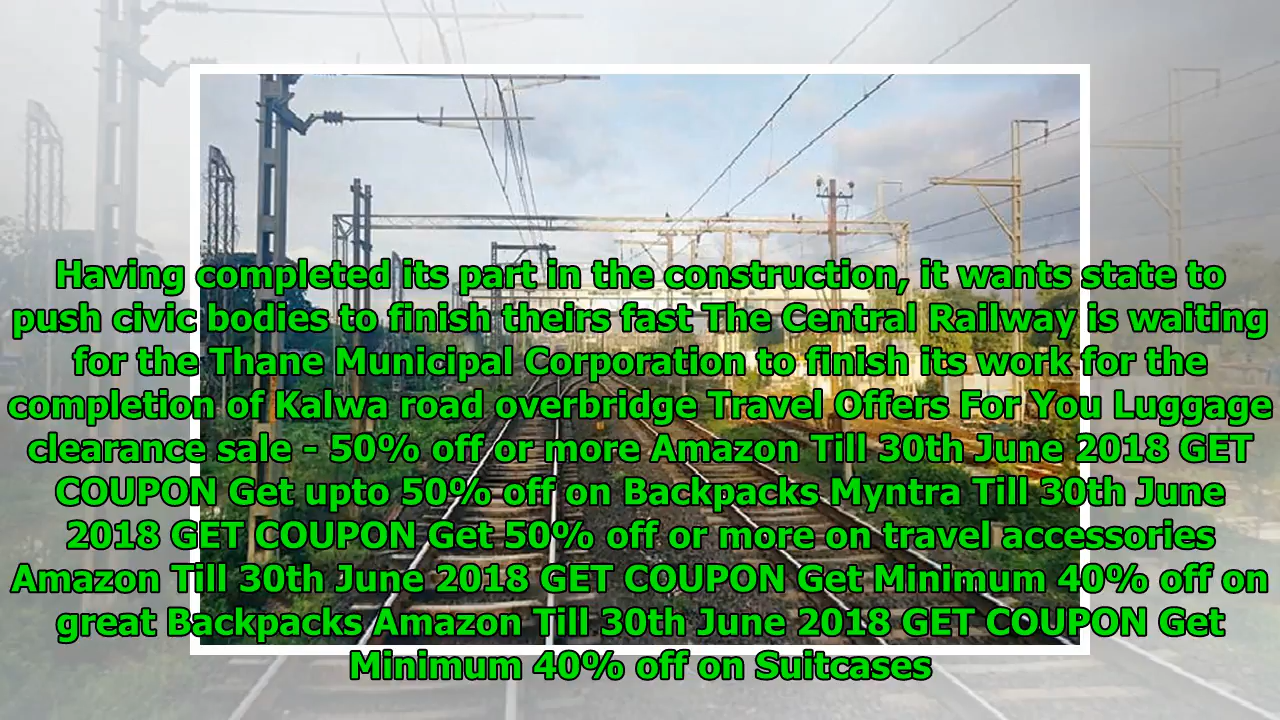 Having completed its part in the construction, it wants state to
push civic bodies to finish theirs fast The Central Railway is waiting
for the Thane Municipal Corporation to finish its work for the
completion of Kalwa road overbridge Travel Offers For You Luggage
clearance sale - 50% off or more Amazon Till 30th June 2018 GET
COUPON Get upto 50% off on Backpacks Myntra Till 30th June
2018 GET COUPON Get 50% off or more on travel accessories
Amazon Till 30th June 2018 GET COUPON Get Minimum 40% off on
great Backpacks Amazon Till 30th June 2018 GET COUPON Get
Minimum 40% off on Suitcases